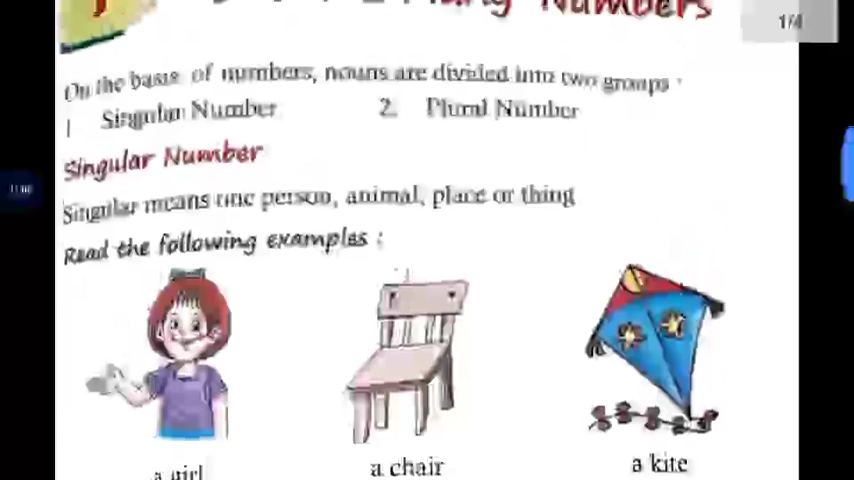 Numbers
1/4
On the basis of numbers, nouns are divided into two groups :
1 Singular Number 2. Plural Number
Singular Number
Singular means one person, animal, place or thing
Read the following examples :
a girl a chair a kite